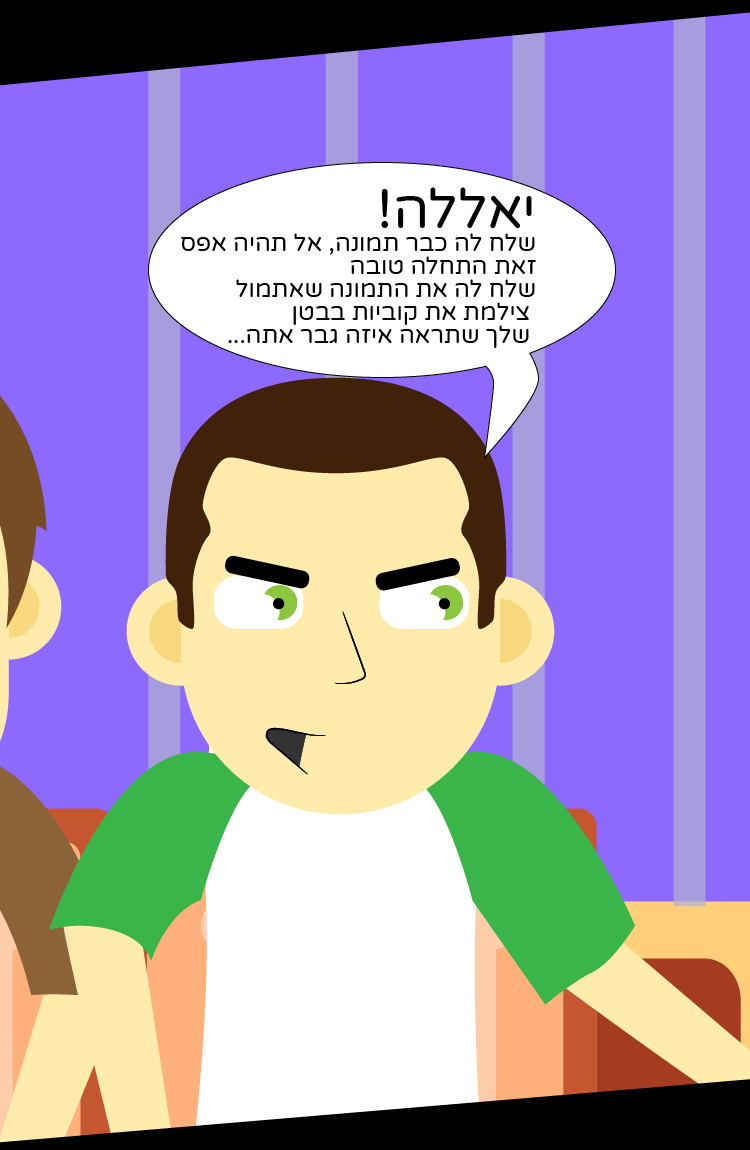 יאללה!
שלח לה כבר תמונה, אל תהיה אפס
זאת התחלה טובה
שלח לה את התמונה שאתמול
צילמת את קוביות בבטן
שלך שתראה איזה גבר אתה...